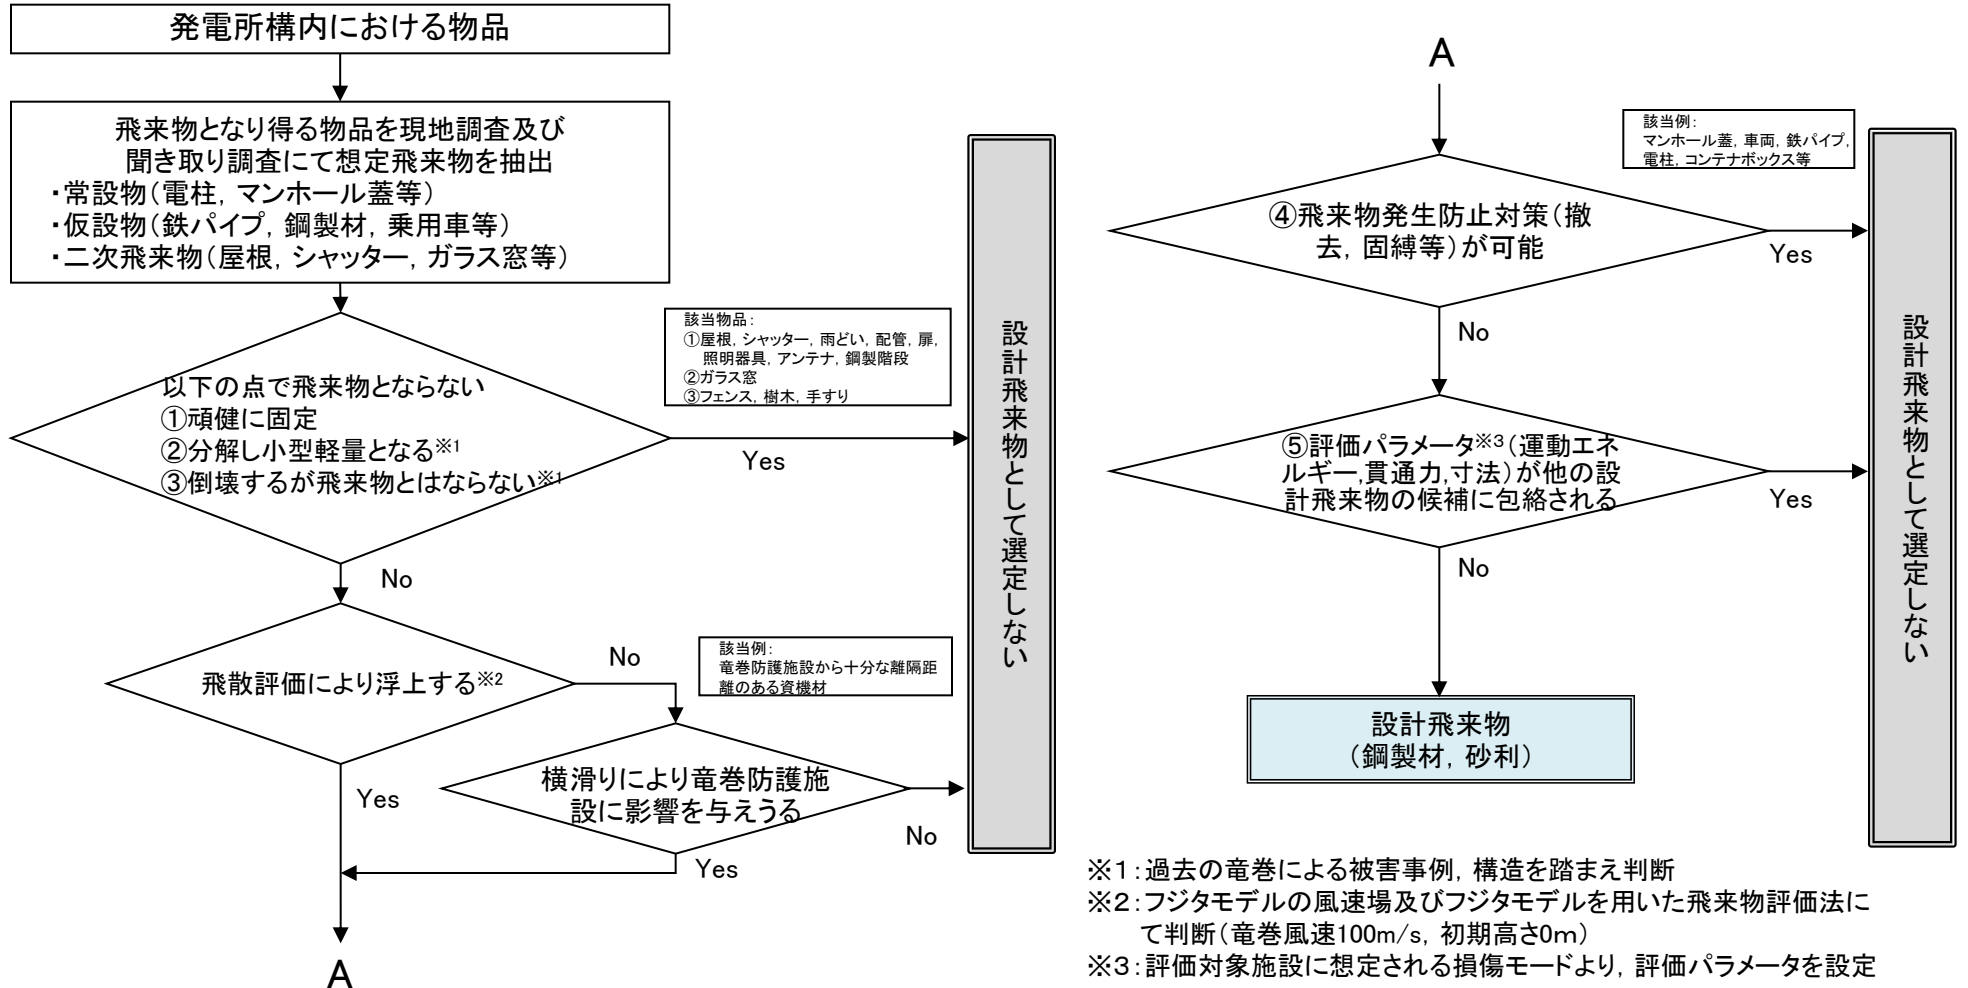 発電所構内における物品
飛来物となり得る物品を現地調査及び
聞き取り調査にて想定飛来物を抽出
・常設物（電柱，マンホール蓋等）
・仮設物（鉄パイプ，鋼製材，乗用車等）
・二次飛来物（屋根，シャッター，ガラス窓等）
該当物品：
①屋根，シャッター，雨どい，配管，扉，
照明器具，アンテナ，鋼製階段
②ガラス窓
③フェンス，樹木，手すり
以下の点で飛来物とならない
①頑健に固定
②分解し小型軽量となる※1
③倒壊するが飛来物とはならない※1
Yes
No
飛散評価により浮上する※2
No
該当例：
竜巻防護施設から十分な離隔距
離のある資機材
Yes
横滑りにより竜巻防護施
設に影響を与えうる
No
Yes
A
設計飛来物として選定しない
A
該当例：
マンホール蓋，車両，鉄パイプ，
電柱，コンテナボックス等
④飛来物発生防止対策（撤
去，固縛等）が可能
Yes
No
⑤評価パラメータ※3（運動エネ
ルギー,貫通力,寸法）が他の設
計飛来物の候補に包絡される
Yes
No
設計飛来物
（鋼製材，砂利）
設計飛来物として選定しない
※１：過去の竜巻による被害事例，構造を踏まえ判断
※２：フジタモデルの風速場及びフジタモデルを用いた飛来物評価法に
て判断（竜巻風速100m/s，初期高さ0ｍ）
※３：評価対象施設に想定される損傷モードより，評価パラメータを設定